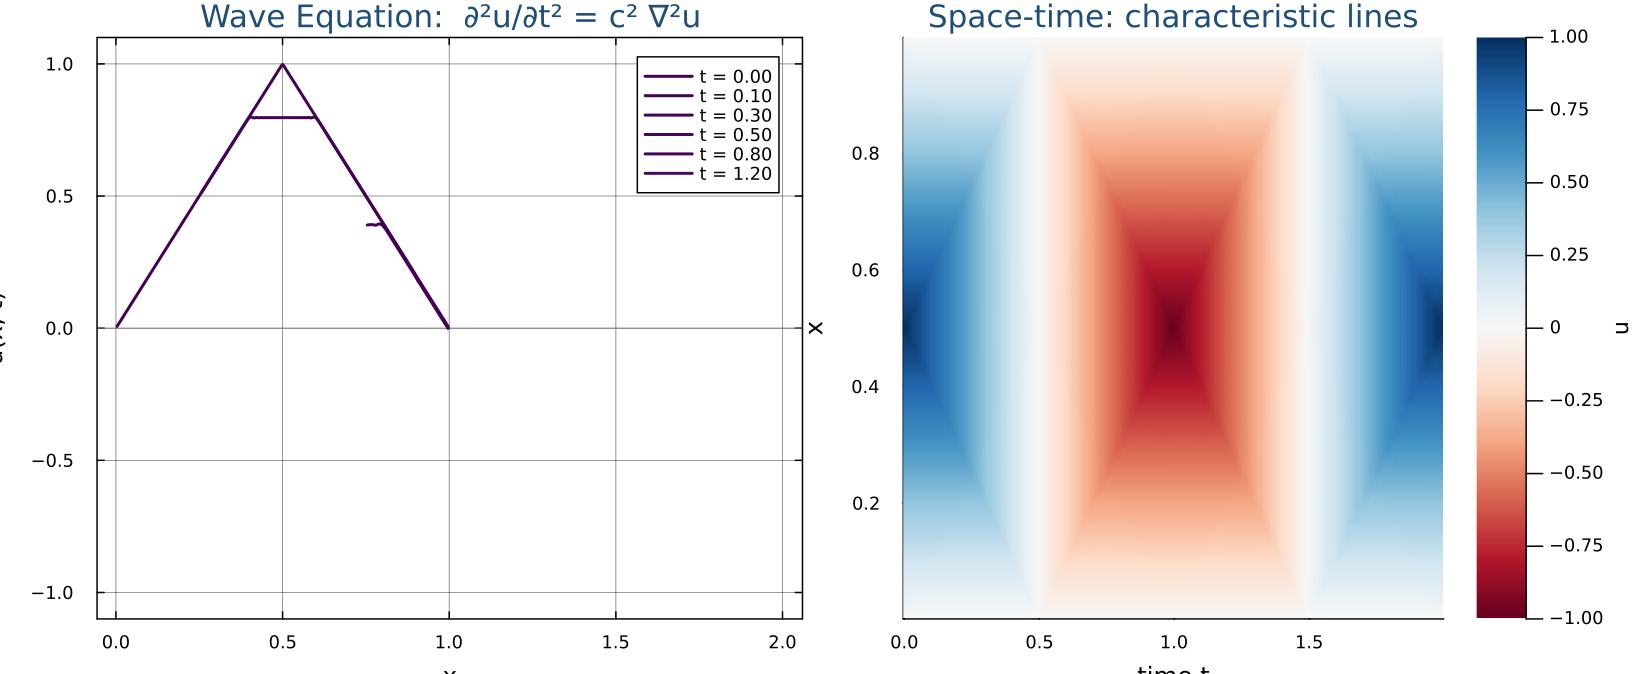 Wave Equation:  ∂²u/∂t² = c² ∇²u
1.0
0.5
0.0
−0.5
−1.0
t = 0.00
t = 0.10
t = 0.30
t = 0.50
t = 0.80
t = 1.20
0.0
0.5
1.0
1.5
2.0
Space-time: characteristic lines
x
0.8
0.6
0.4
0.2
0.0
0.5
1.0
1.5
time t
1.00
0.75
0.50
0.25
0
−0.25
−0.50
−0.75
−1.00
u